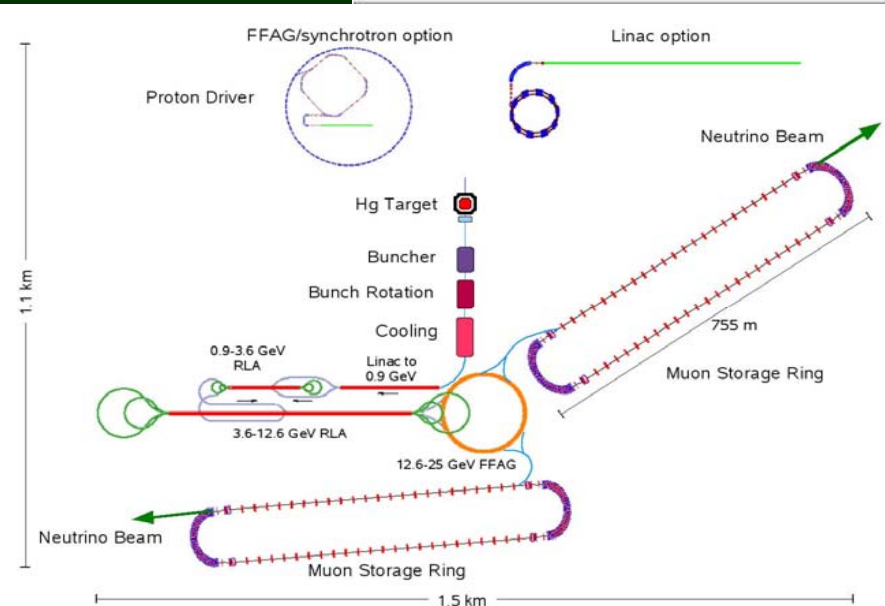 FFAG/synchrotron option
Linac option
Proton Driver
Neutrino Beam
Hg Target
1.1 km
Buncher
Bunch Rotation
755 m
Cooling
0.9-3.6 GeV
RLA
Linac to
0.9 GeV
Muon Storage Ring
3.6-12.6 GeV RLA
12.6-25 GeV FFAG
Neutrino Beam
Muon Storage Ring
1.5 km